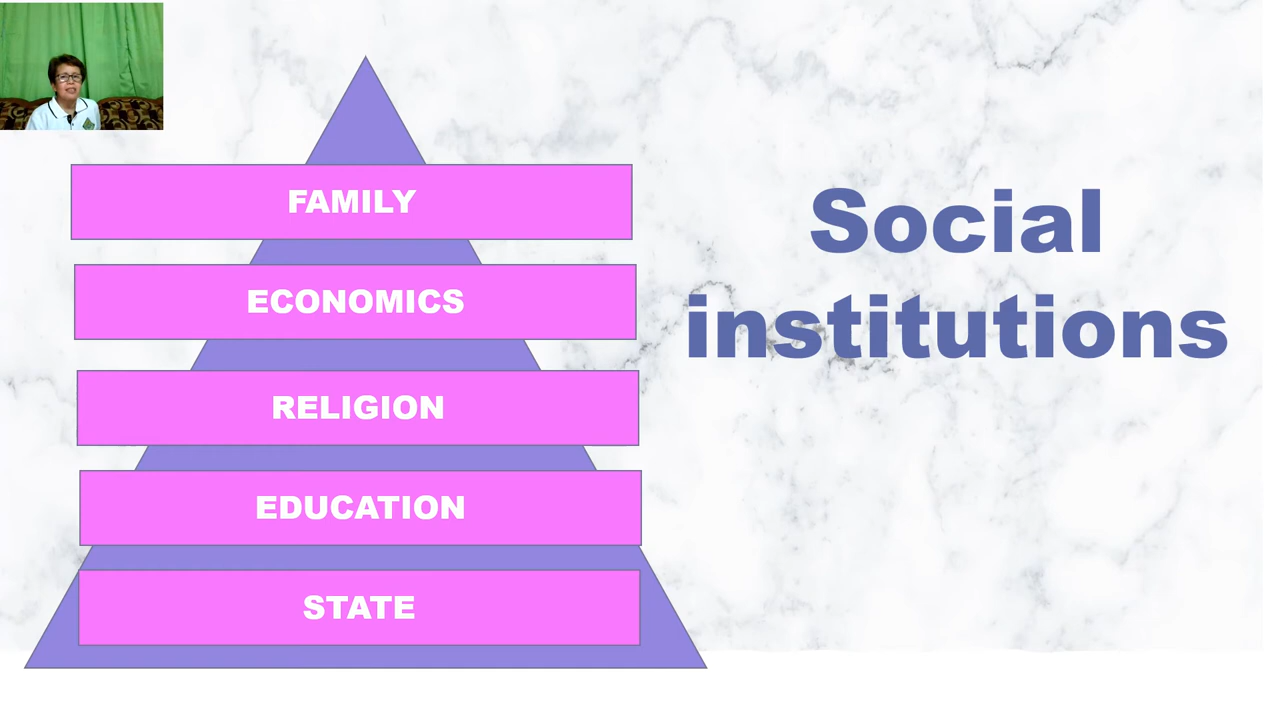 FAMILY
ECONOMICS
RELIGION
EDUCATION
STATE
Social
institutions